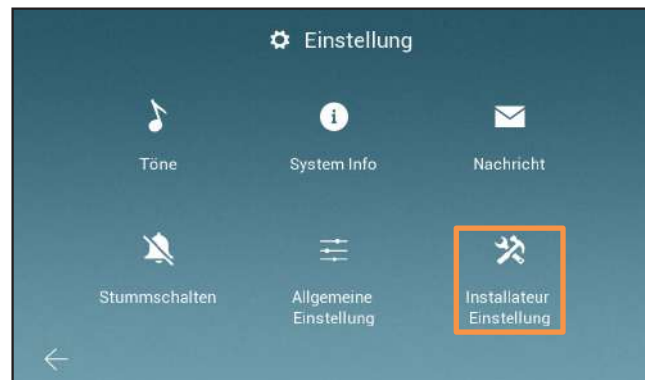 Einstellung
Töne
System Info
Nachricht
Stummschalten
Allgemeine
Einstellung
Installateur
Einstellung